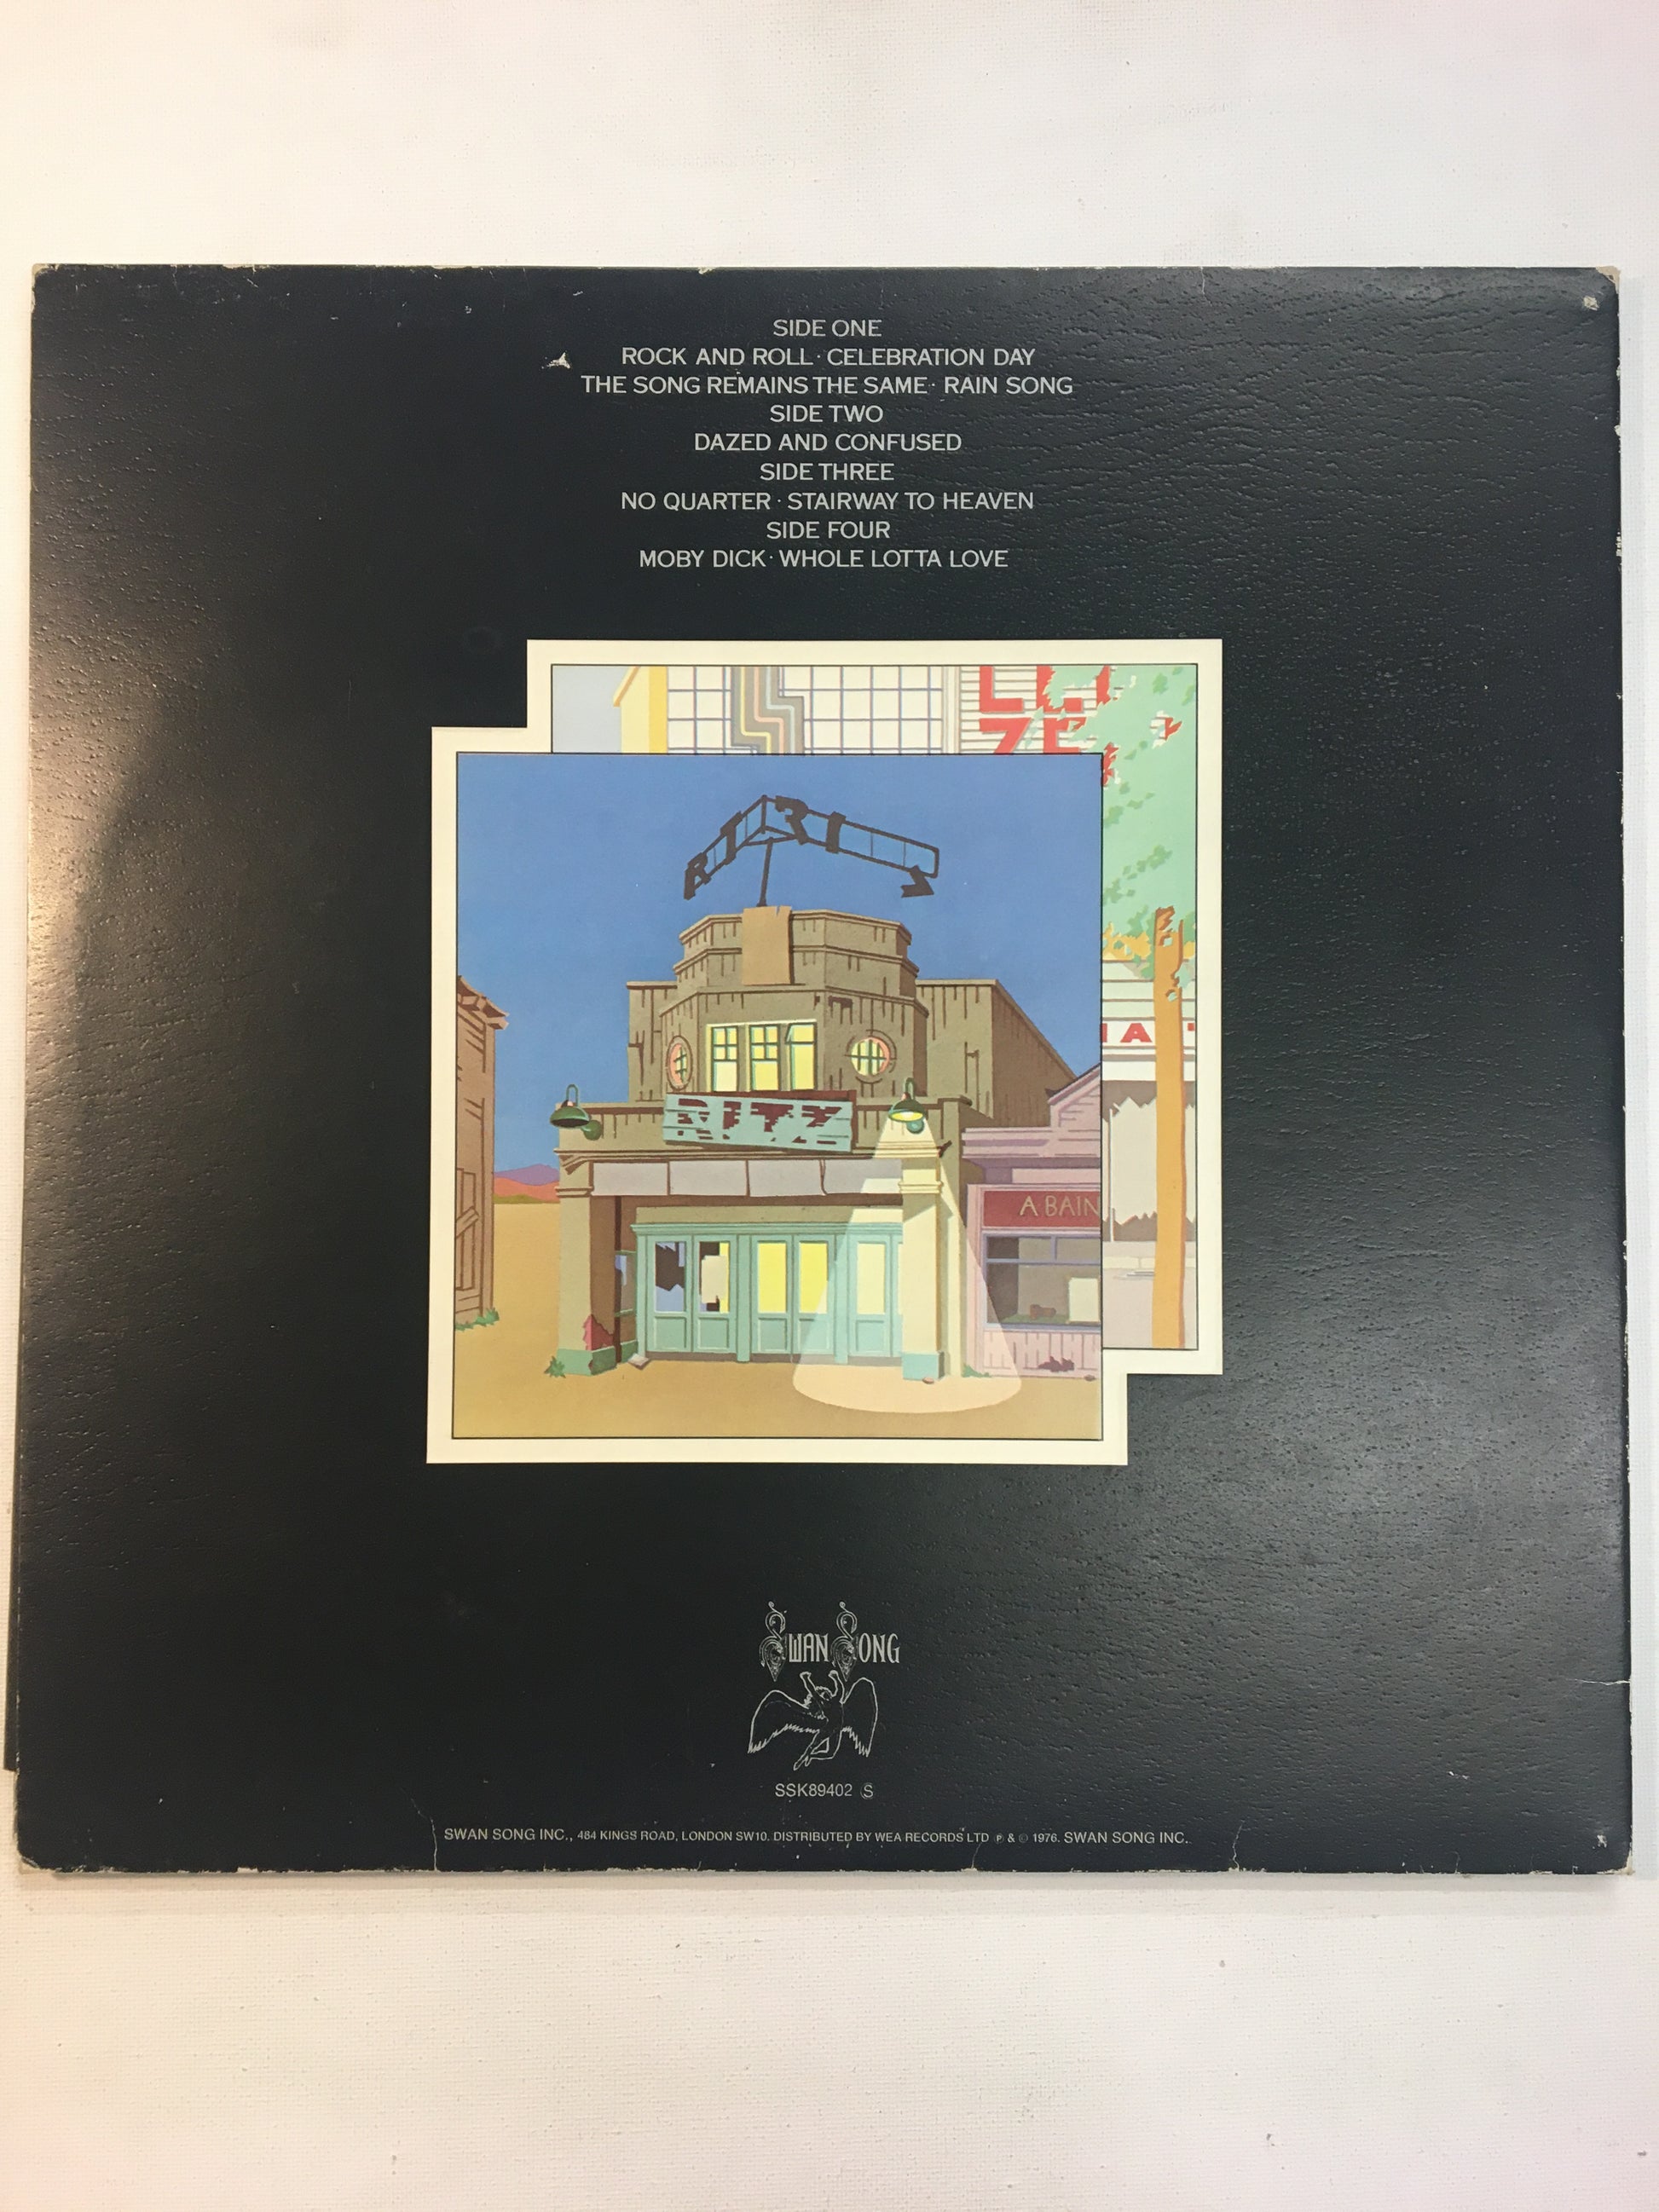 SIDE ONE
ROCK AND ROLL · CELEBRATION DAY
THE SONG REMAINS THE SAME · RAIN SONG
SIDE TWO
DAZED AND CONFUSED
SIDE THREE
NO QUARTER · STAIRWAY TO HEAVEN
SIDE FOUR
MOBY DICK · WHOLE LOTTA LOVE
RITZ
A BAIN
SWAN SONG
SSK89402 Ⓢ
SWAN SONG INC., 484 KINGS ROAD, LONDON SW10. DISTRIBUTED BY WEA RECORDS LTD ℗ & © 1976. SWAN SONG INC.